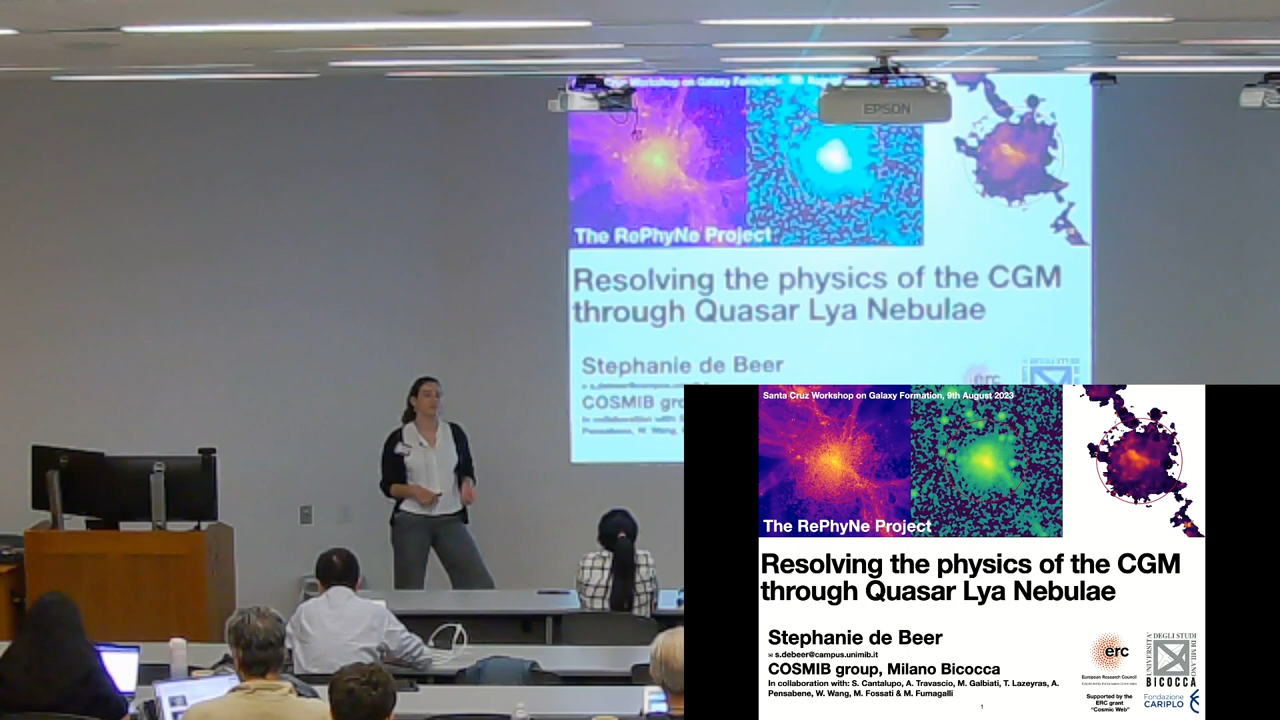 Workshop on Galaxy Formation
EPSON
The RePhyNe Project
Resolving the physics of the CGM
through Quasar Lya Nebulae
Stephanie de Beer
COSMIB
Santa Cruz Workshop on Galaxy Formation, 9th August 2023
The RePhyNe Project
Resolving the physics of the CGM
through Quasar Lya Nebulae
Stephanie de Beer
s.debeer@campus.unimib.it
COSMIB group, Milano Bicocca
In collaboration with: S. Cantalupo, A. Travascio, M. Galbiati, T. Lazeyras, A.
Pensabene, W. Wang, M. Fossati & M. Fumagalli
erc
European Research Council
UNIVERSITÀ DEGLI STUDI DI MILANO
BICOCCA
Supported by the
ERC grant
"Cosmic Web"
Fondazione
CARIPLO
1